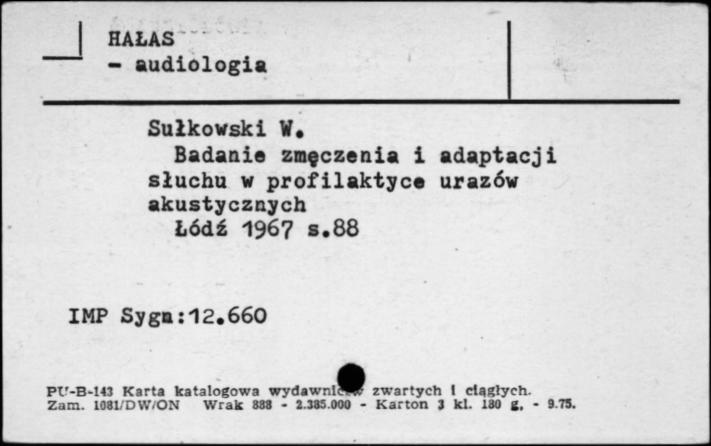 HAŁAS
- audiologia
Sułkowski W.
Badanie zmęczenia i adaptacji
słuchu w profilaktyce urazów
akustycznych
Łódź 1967 s.88
IMP Sygn:12.660
PU-B-143 Karta katalogowa wydawnictw zwartych i ciągłych.
Zam. 1081/DW/ON Wrak 888 - 2.385.000 - Karton 3 kl. 180 g. - 9.75.